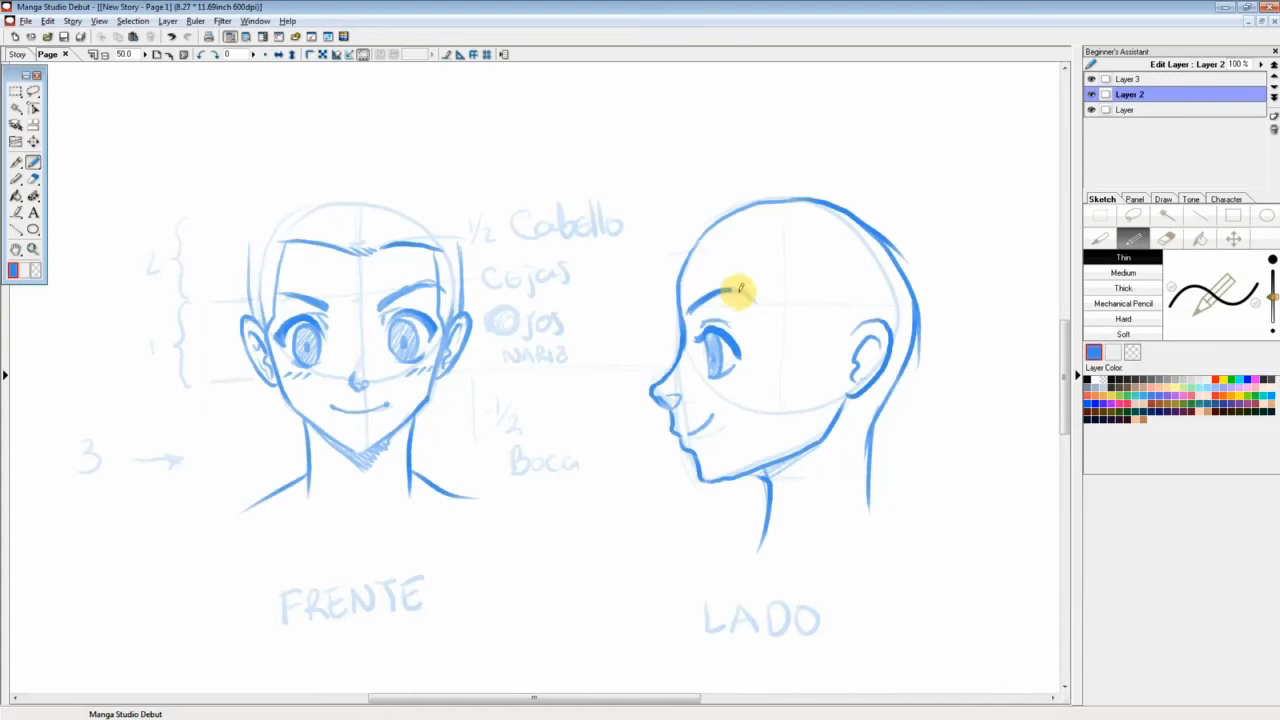 Manga Studio Debut - [[New Story - Page 1] (8.27 * 11.69inch 600dpi)]
File Edit Story View Selection Layer Ruler Filter Window Help
Story Page 50.0 0
Beginner's Assistant
Edit Layer : Layer 2 100 %
Layer 3
Layer 2
Layer
Sketch Panel Draw Tone Character
Thin
Medium
Thick
Mechanical Pencil
Hard
Soft
Layer Color:
1/2 Cabello
2
Cejas
Ojos
1
NARIZ
1/2
3
Boca
FRENTE
LADO
Manga Studio Debut